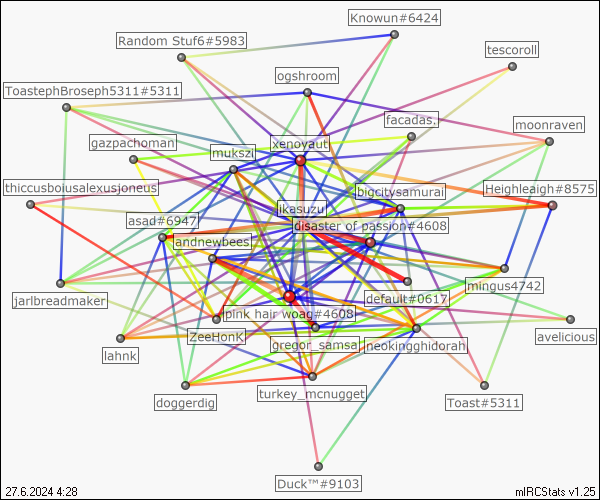 Knowun#6424
Random Stuf6#5983
tescoroll
ogshroom
ToastephBroseph5311#5311
facadas.
moonraven
gazpachoman
xenoyaut
mukszi
thiccusboiusalexusjoneus
bigcitysamurai
Heighleaigh#8575
ikasuzu
asad#6947
disaster of passion#4608
andnewbees
jarlbreadmaker
default#0617
mingus4742
pink hair woag#4608
ZeeHonK
gregor_samsa
neokingghidorah
avelicious
lahnk
doggerdig
turkey_mcnugget
Toast#5311
Duck™#9103
27.6.2024 4:28
mIRCStats v1.25